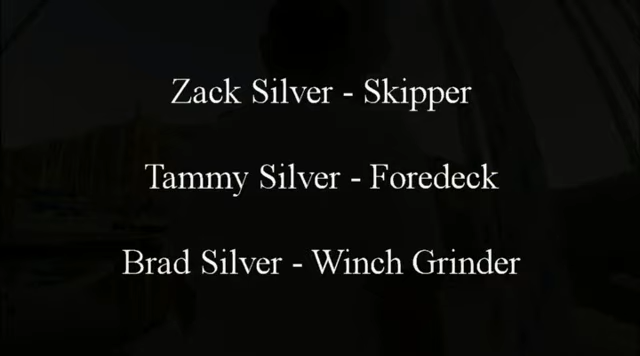 Zack Silver - Skipper
Tammy Silver - Foredeck
Brad Silver - Winch Grinder